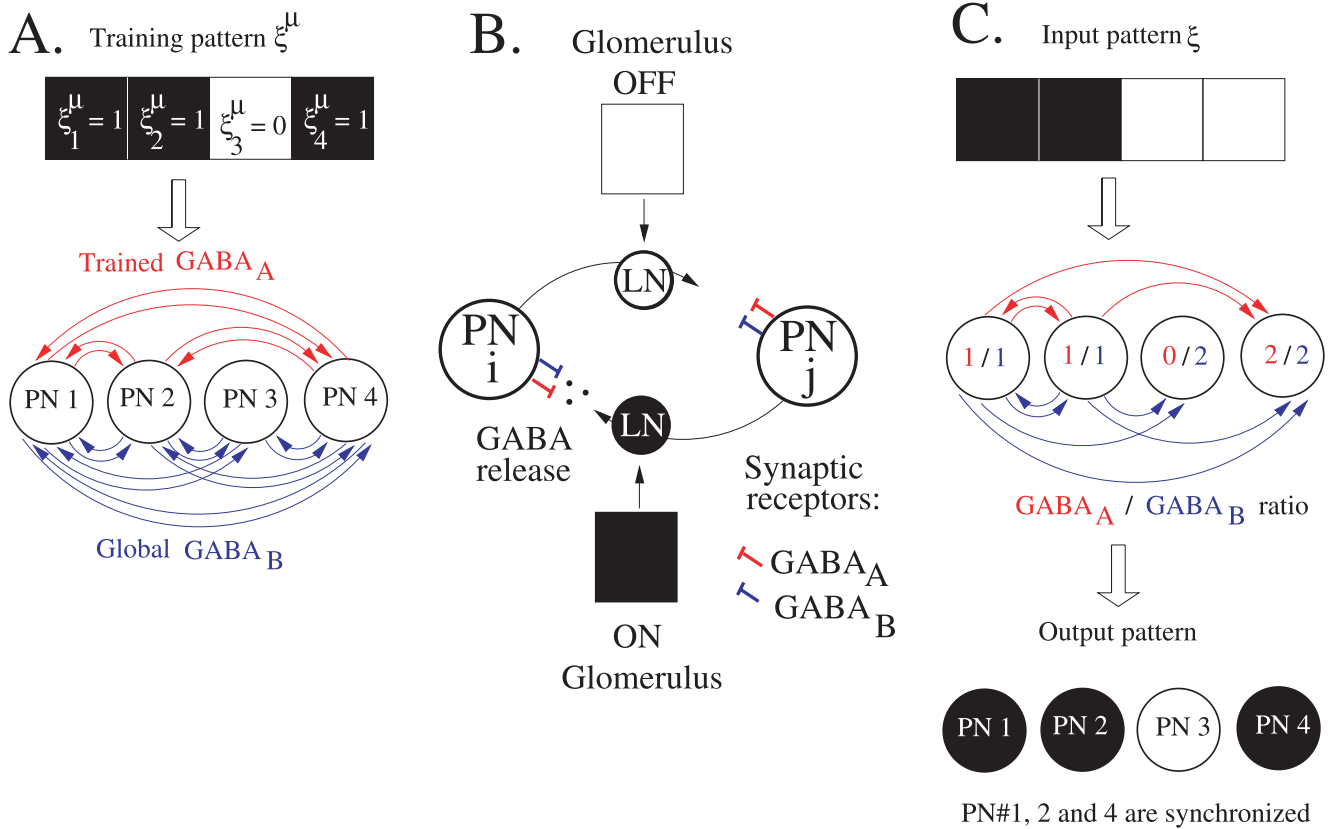 A.
Training pattern ξ^μ
ξ^μ_1 = 1
ξ^μ_2 = 1
ξ^μ_3 = 0
ξ^μ_4 = 1
Trained GABA_A
PN 1
PN 2
PN 3
PN 4
Global GABA_B
B.
Glomerulus
OFF
LN
PN
i
PN
j
LN
GABA
release
Synaptic
receptors:
GABA_A
GABA_B
ON
Glomerulus
C.
Input pattern ξ
1 / 1
1 / 1
0 / 2
2 / 2
GABA_A / GABA_B ratio
Output pattern
PN 1
PN 2
PN 3
PN 4
PN#1, 2 and 4 are synchronized